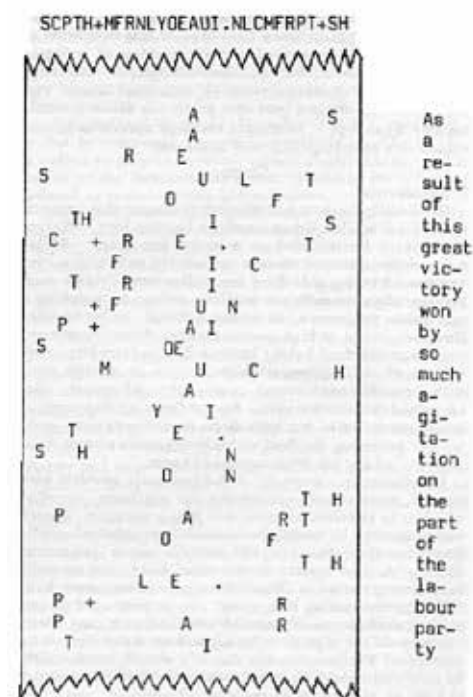 SCPTH+MFRNLYOEAUI.NLCMFRPT+SH
A S As
A a
R E re-
S U L T sult
O F of
TH I S this
C + R E . T great
F I C vic-
T R I tory
+ F U N won
P + A I by
S OE so
M U C H much
A a-
Y I gi-
T E . ta-
S H N tion
O N on
T H the
P A R T part
O F of
T H the
L E . la-
P + R bour
P A R par-
T I ty